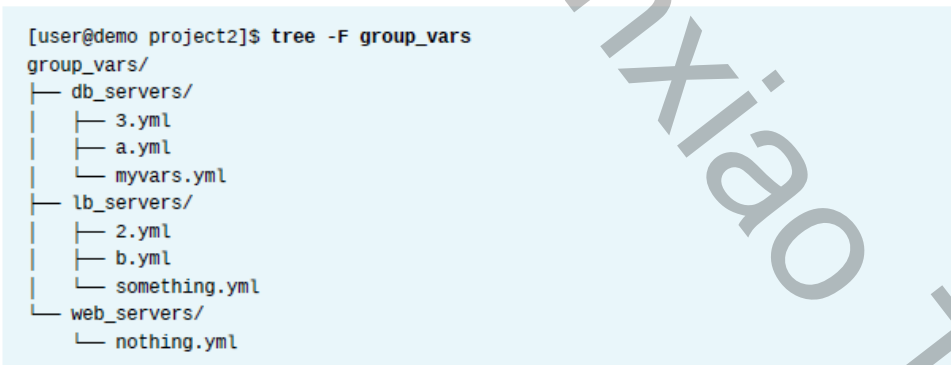 [user@demo project2]$ tree -F group_vars
group_vars/
├── db_servers/
│   ├── 3.yml
│   ├── a.yml
│   └── myvars.yml
├── lb_servers/
│   ├── 2.yml
│   ├── b.yml
│   └── something.yml
└── web_servers/
    └── nothing.yml